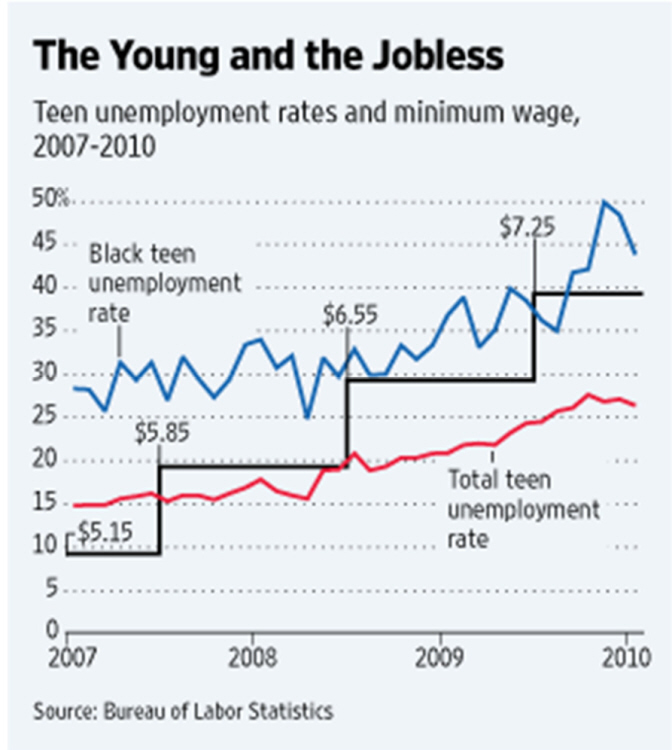 The Young and the Jobless
Teen unemployment rates and minimum wage,
2007-2010
50%
45
40
35
30
25
20
15
10
5
0
Black teen
unemployment
rate
$7.25
$6.55
$5.85
$5.15
Total teen
unemployment
rate
2007 2008 2009 2010
Source: Bureau of Labor Statistics